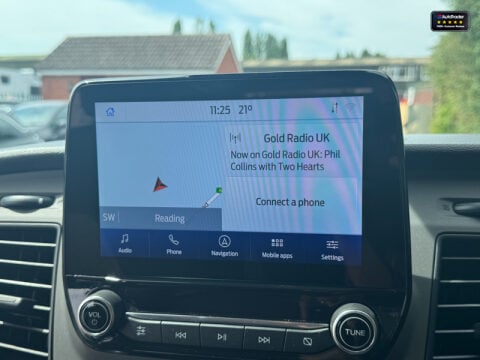 AutoTrader
11:25 21°
Gold Radio UK
Now on Gold Radio UK: Phil
Collins with Two Hearts
Connect a phone
SW Reading
Audio Phone Navigation Mobile apps Settings
VOL
TUNE